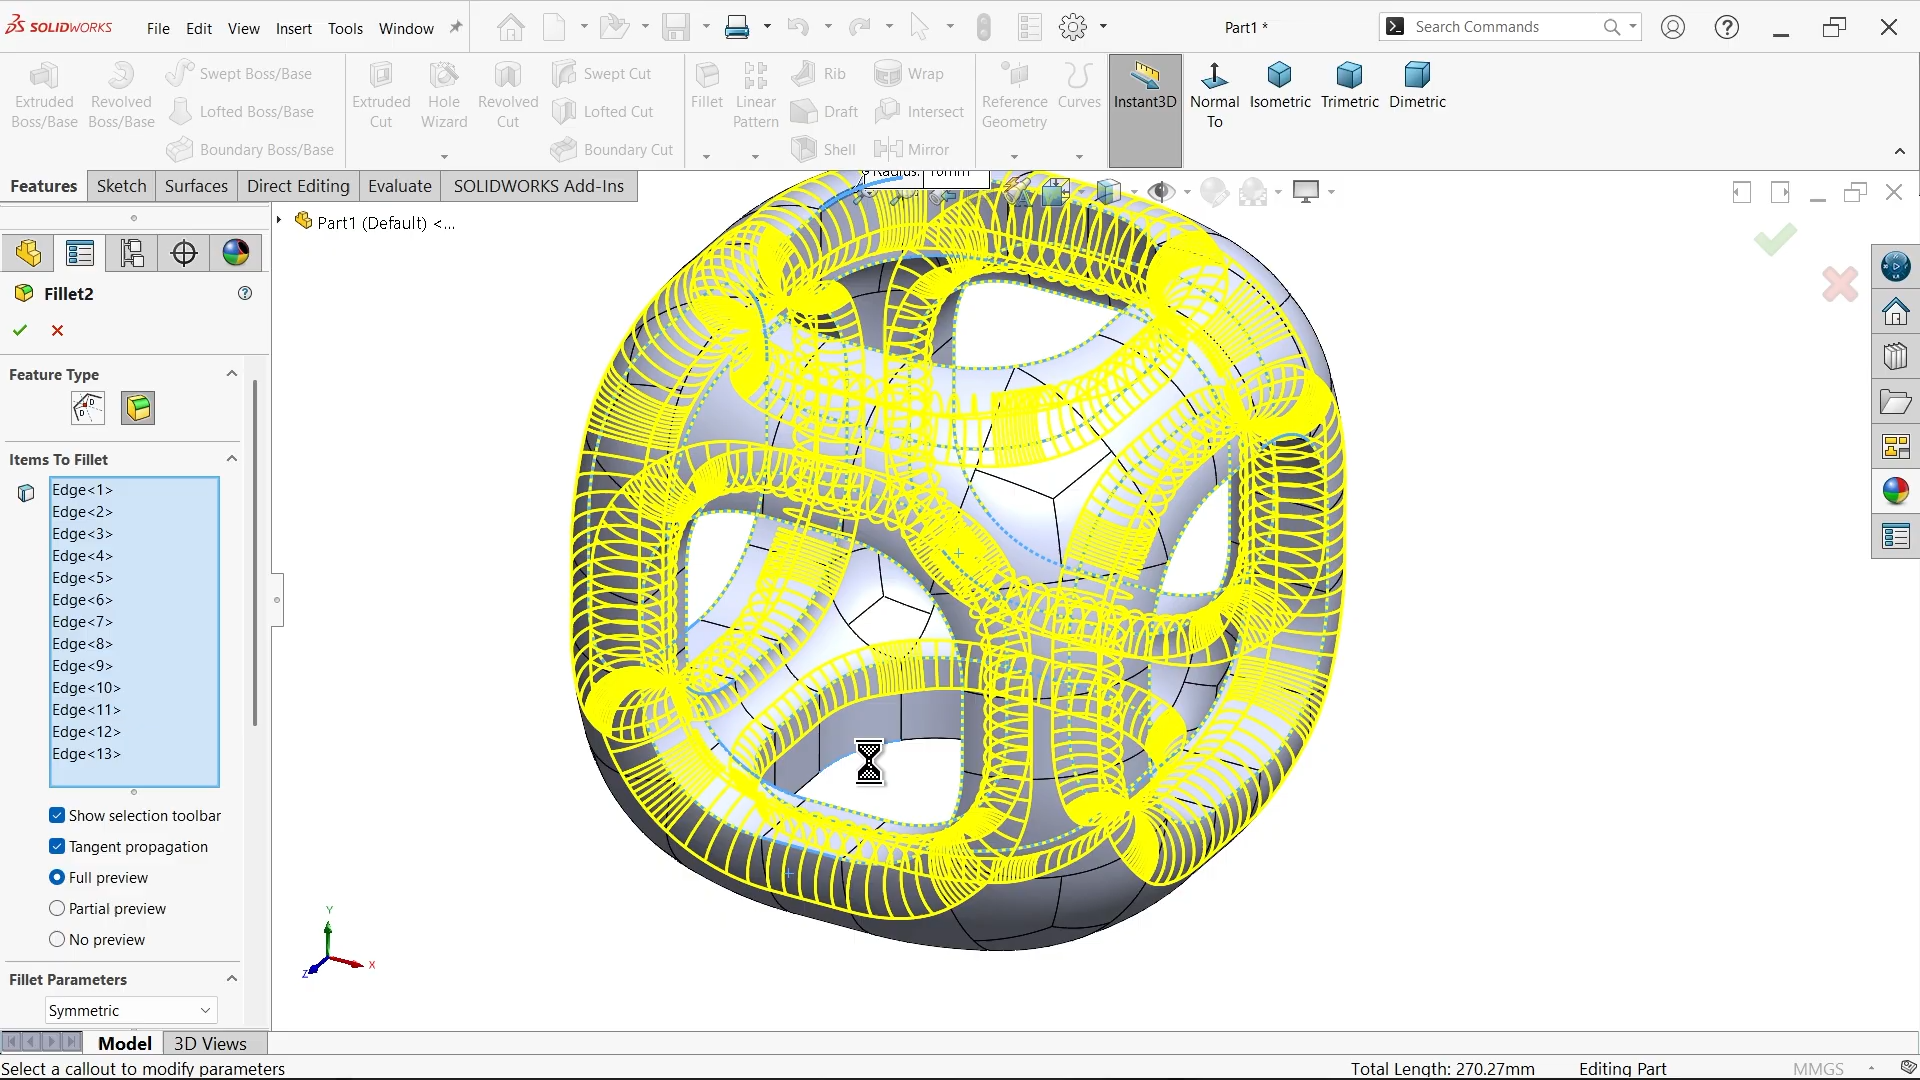 SOLIDWORKS File Edit View Insert Tools Window Part1 * Search Commands
Extruded Boss/Base
Revolved Boss/Base
Swept Boss/Base
Lofted Boss/Base
Boundary Boss/Base
Extruded Cut
Hole Wizard
Revolved Cut
Swept Cut
Lofted Cut
Boundary Cut
Fillet
Linear Pattern
Rib
Draft
Shell
Wrap
Intersect
Mirror
Reference Geometry
Curves
Instant3D
Normal To
Isometric
Trimetric
Dimetric
Features Sketch Surfaces Direct Editing Evaluate SOLIDWORKS Add-Ins
Radius: 10mm
Part1 (Default) <...
Fillet2
Feature Type
Items To Fillet
Edge<1>
Edge<2>
Edge<3>
Edge<4>
Edge<5>
Edge<6>
Edge<7>
Edge<8>
Edge<9>
Edge<10>
Edge<11>
Edge<12>
Edge<13>
Show selection toolbar
Tangent propagation
Full preview
Partial preview
No preview
Fillet Parameters
Symmetric
Y
X
Z
Model 3D Views
Select a callout to modify parameters Total Length: 270.27mm Editing Part MMGS